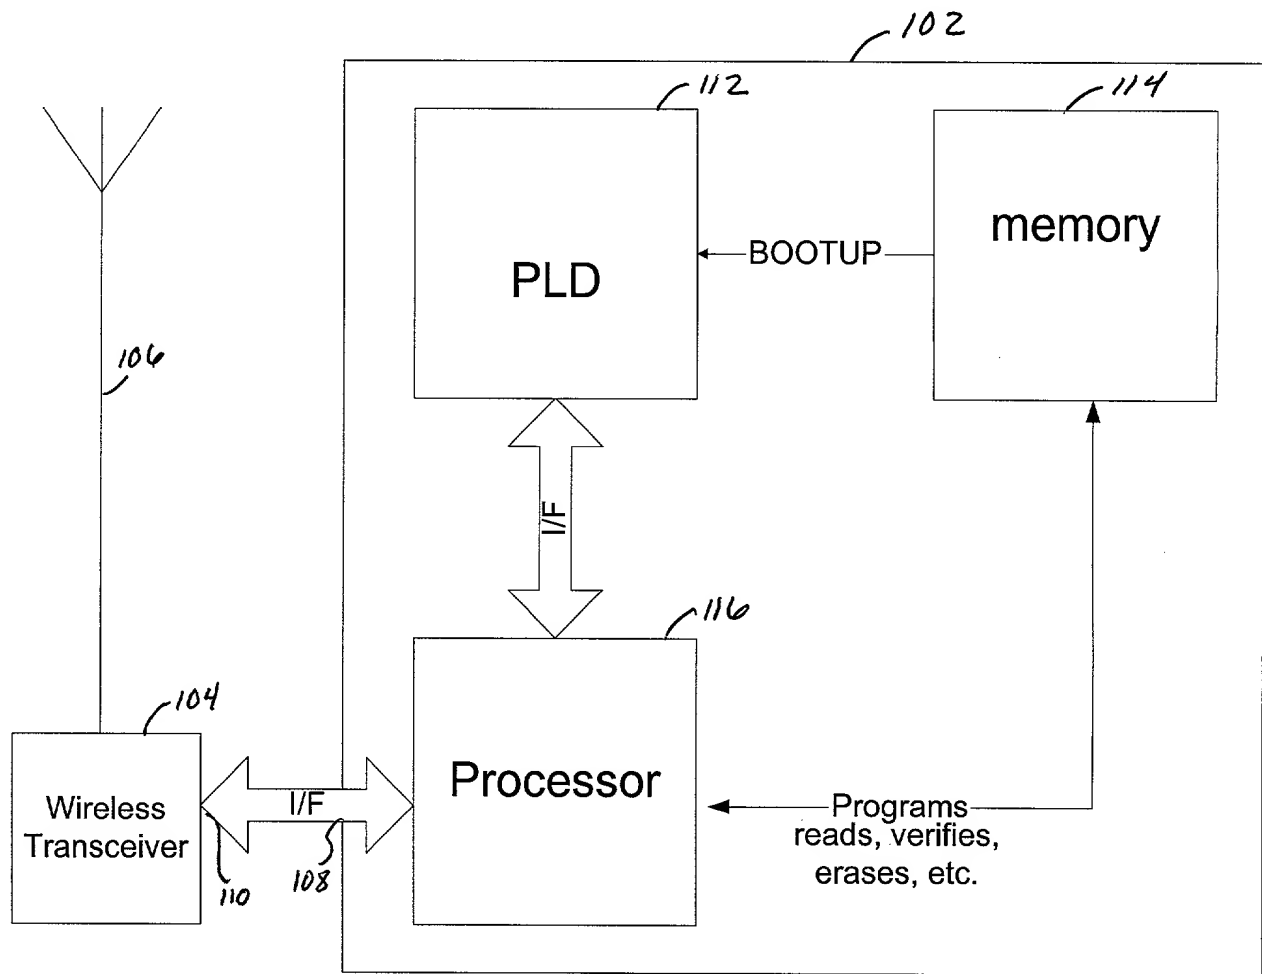 102
112
114
memory
BOOTUP
PLD
106
I/F
116
104
Processor
Wireless
Transceiver
I/F
Programs
reads, verifies,
erases, etc.
110
108